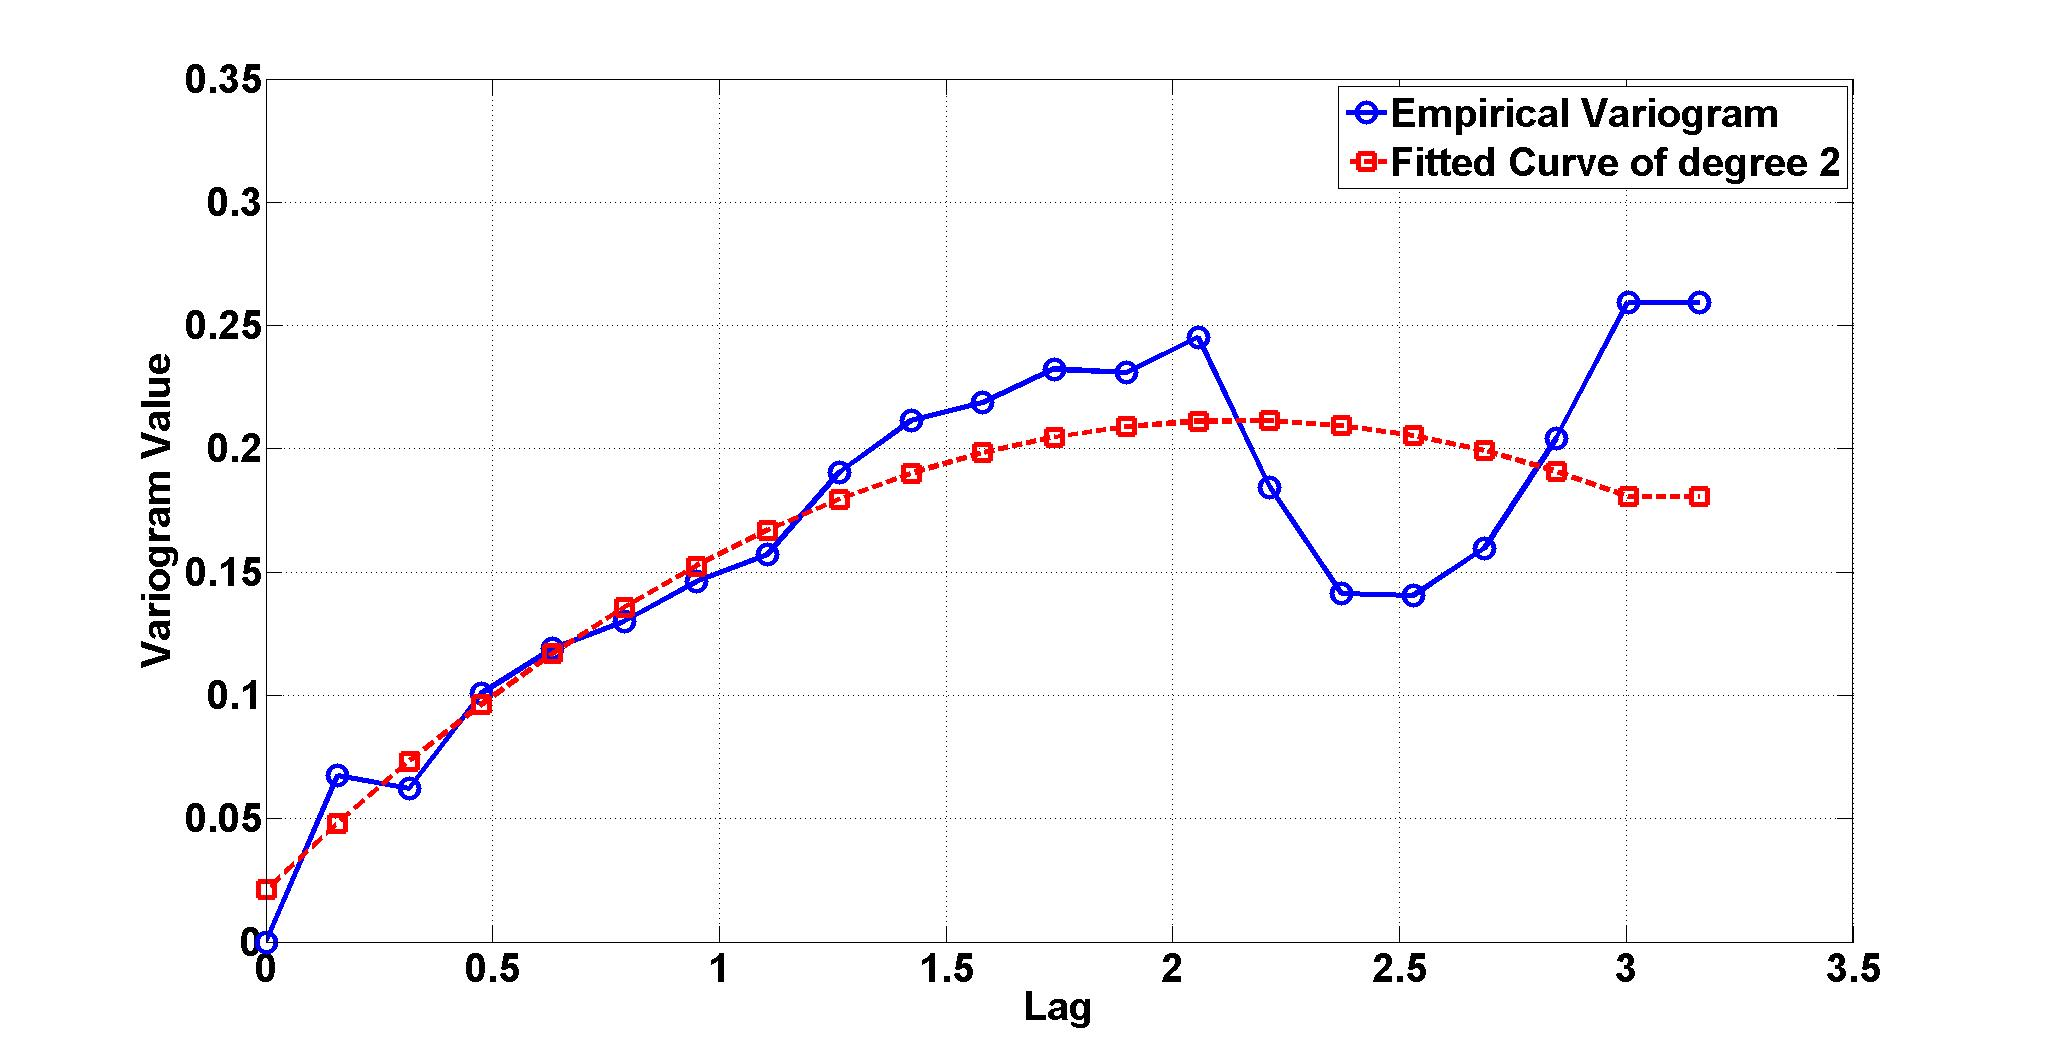 0.35
0.3
0.25
0.2
0.15
0.1
0.05
0
Variogram Value
Empirical Variogram
Fitted Curve of degree 2
0 0.5 1 1.5 2 2.5 3 3.5
Lag